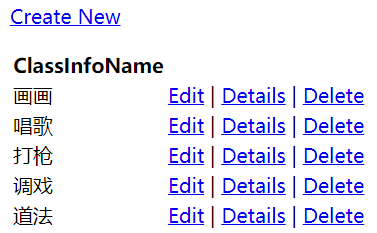 Create New
ClassInfoName
画画 Edit | Details | Delete
唱歌 Edit | Details | Delete
打枪 Edit | Details | Delete
调戏 Edit | Details | Delete
道法 Edit | Details | Delete